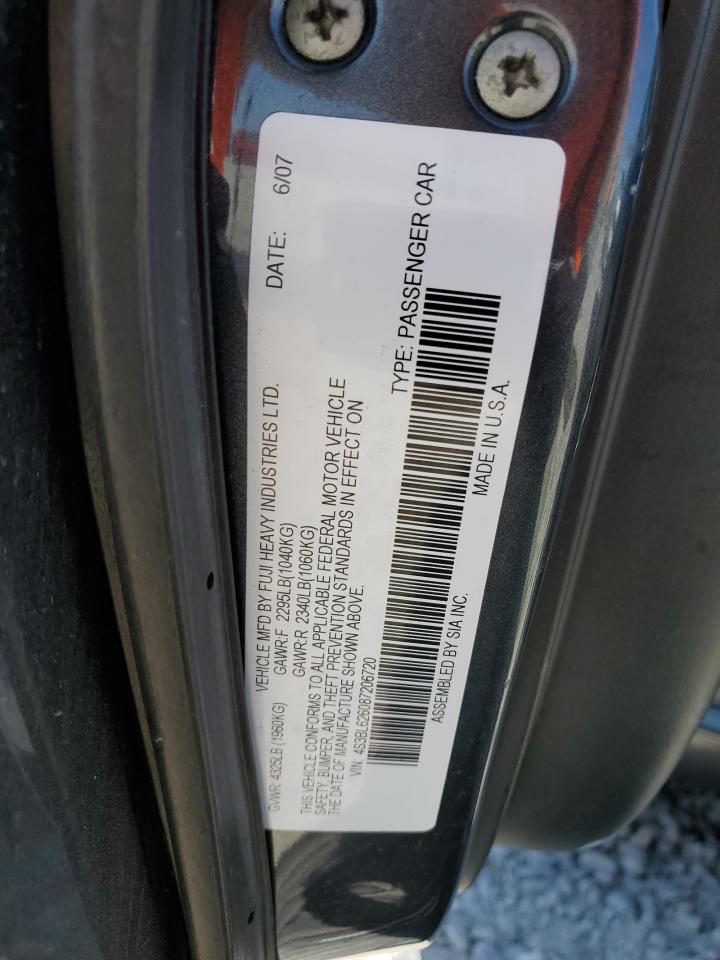 VEHICLE MFD BY FUJI HEAVY INDUSTRIES LTD. DATE: 6/07
GVWR: 4325LB (1960KG) GAWR:F 2295LB(1040KG)
GAWR:R 2340LB(1060KG)
THIS VEHICLE CONFORMS TO ALL APPLICABLE FEDERAL MOTOR VEHICLE
SAFETY, BUMPER, AND THEFT PREVENTION STANDARDS IN EFFECT ON
THE DATE OF MANUFACTURE SHOWN ABOVE.
VIN: 4S3BL626087206720 TYPE: PASSENGER CAR
ASSEMBLED BY SIA INC. MADE IN U.S.A.